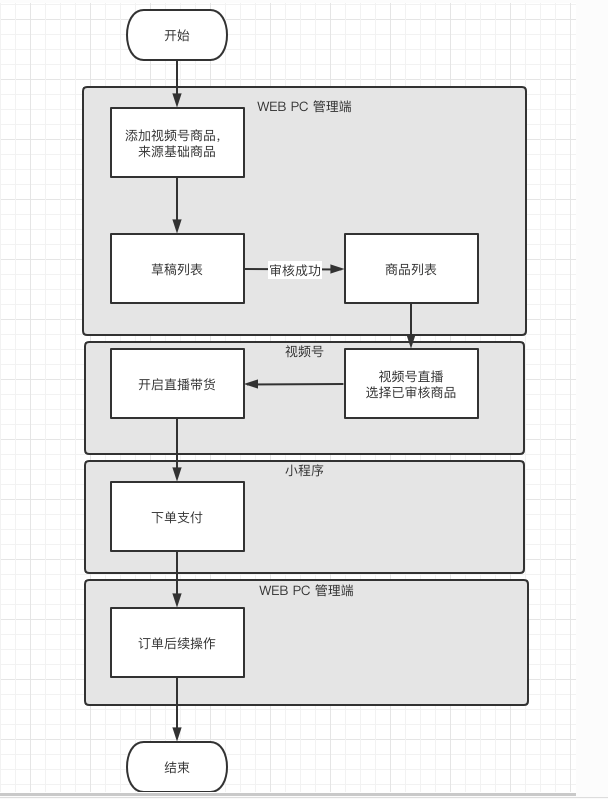 开始
WEB PC 管理端
添加视频号商品，
来源基础商品
草稿列表
审核成功
商品列表
视频号
开启直播带货
视频号直播
选择已审核商品
小程序
下单支付
WEB PC 管理端
订单后续操作
结束